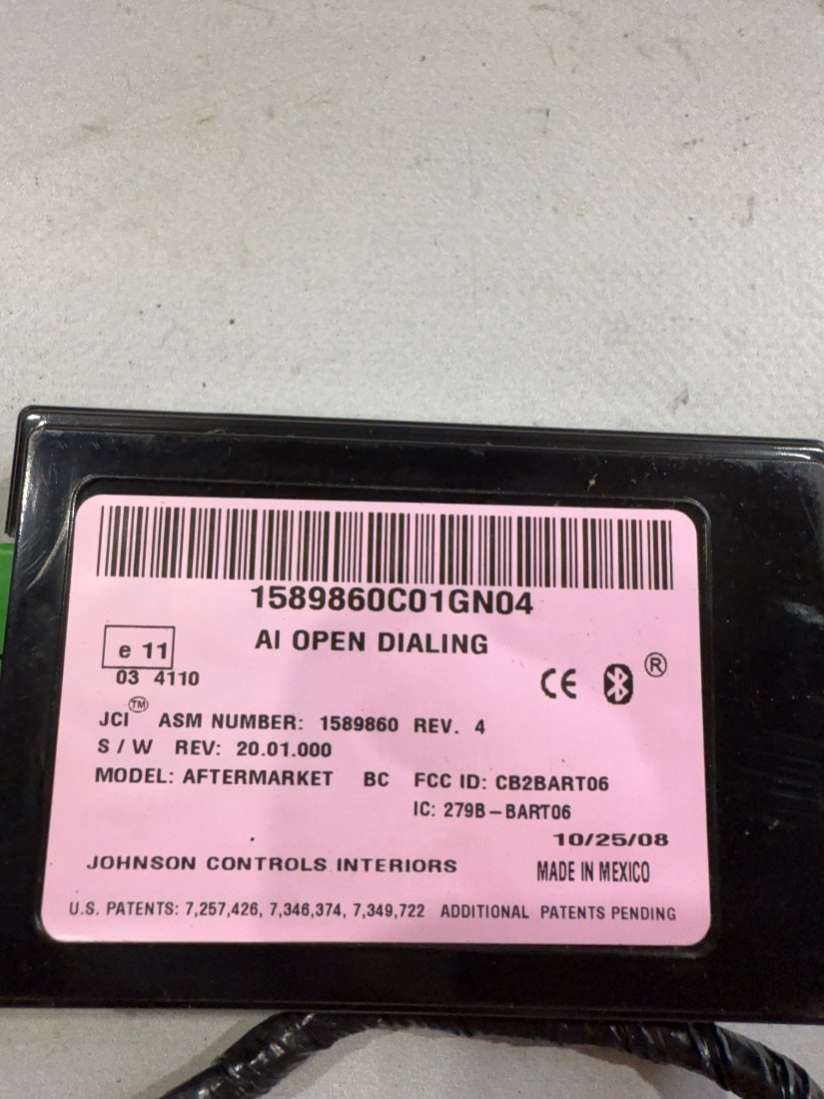 1589860C01GN04
AI OPEN DIALING
e 11
03 4110
CE ®
JCI™ ASM NUMBER: 1589860 REV. 4
S / W REV: 20.01.000
MODEL: AFTERMARKET BC FCC ID: CB2BART06
IC: 279B-BART06
10/25/08
JOHNSON CONTROLS INTERIORS MADE IN MEXICO
U.S. PATENTS: 7,257,426, 7,346,374, 7,349,722 ADDITIONAL PATENTS PENDING